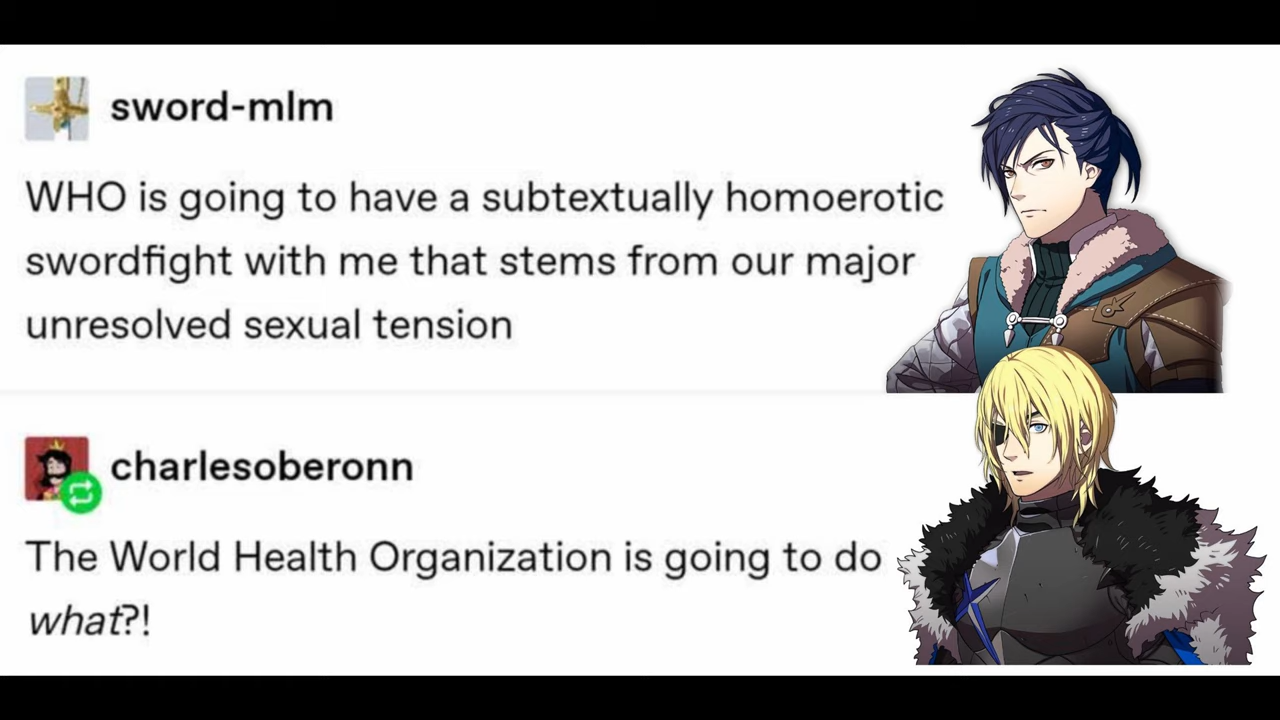 sword-mlm
WHO is going to have a subtextually homoerotic
swordfight with me that stems from our major
unresolved sexual tension
charlesoberonn
The World Health Organization is going to do
what?!